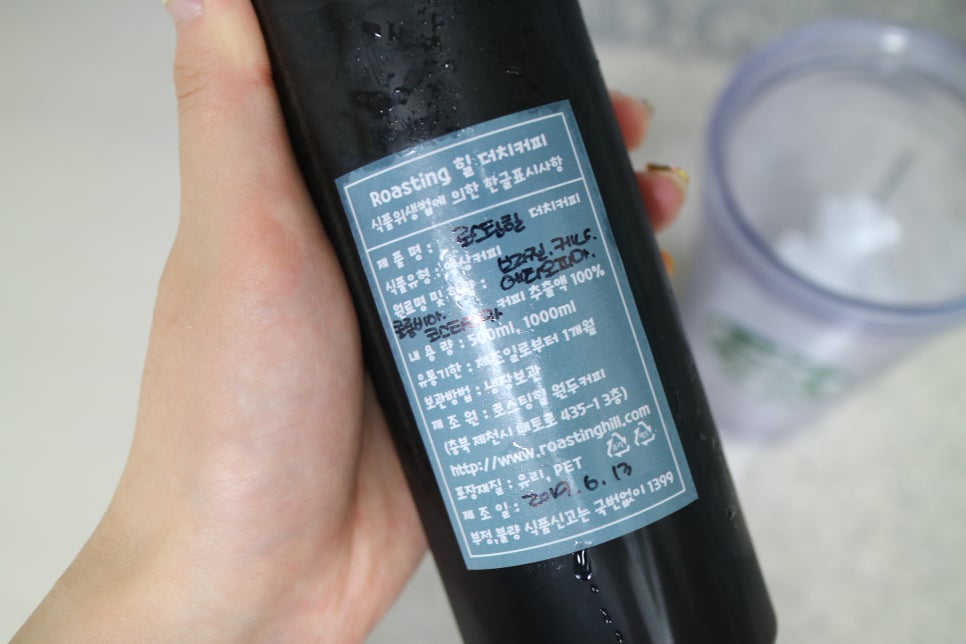 Roasting 힐 더치커피
식품위생법에 의한 한글표시사항
제 품 명 : 로스팅힐 더치커피
식품유형 : 액상커피
브라질. 케냐.
원료명 및 : 에티오피아.
콜롬비아. 커피 추출액 100%
코스타리카
내 용 량 : 500ml, 1000ml
유통기한 : 제조일로부터 1개월
보관방법 : 냉장보관
제 조 원 : 로스팅힐 원두커피
(충북 제천시 435-1 3층)
http://www.roastinghill.com
포장재질 : 유리, PET
제 조 일 : 2019. 6. 13
부정,불량 식품신고는 국번없이 1399